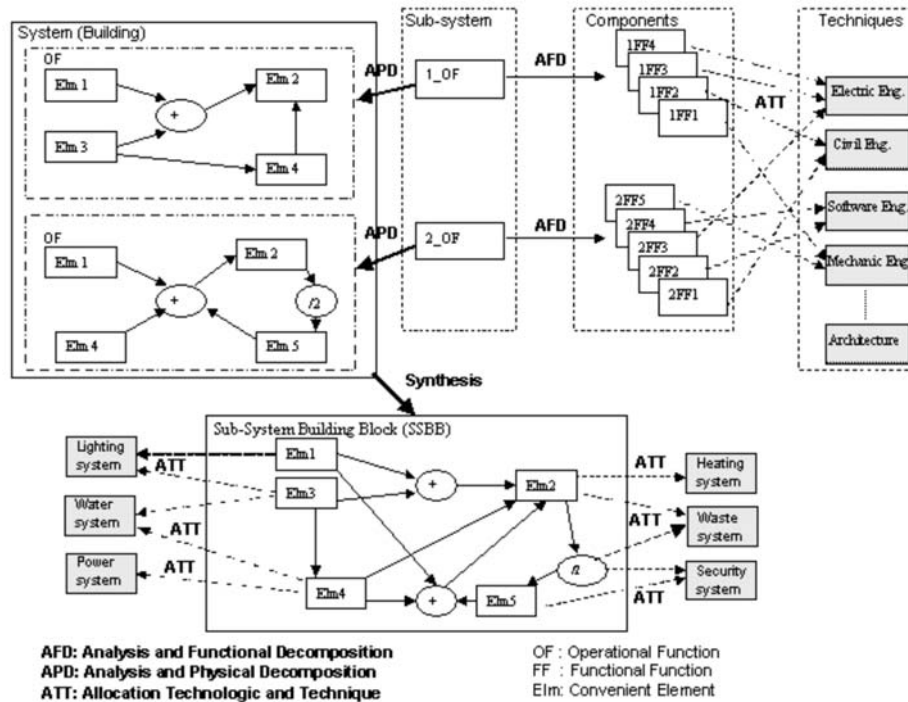 System (Building)
OF
Elm 1
Elm 2
+
Elm 3
Elm 4
OF
Elm 1
Elm 2
+
/2
Elm 4
Elm 5
Sub-system
1_OF
2_OF
APD
APD
AFD
AFD
Components
1FF4
1FF3
1FF2
1FF1
2FF5
2FF4
2FF3
2FF2
2FF1
ATT
Techniques
Electric Eng.
Civil Eng.
Software Eng.
Mechanic Eng
Architecture
Synthesis
Sub-System Building Block (SSBB)
Elm1
Elm3
+
Elm2
Elm4
+
Elm5
/2
Lighting
system
ATT
Water
system
ATT
Power
system
ATT
ATT
Heating
system
ATT
Waste
system
ATT
Security
system
AFD: Analysis and Functional Decomposition
APD: Analysis and Physical Decomposition
ATT: Allocation Technologic and Technique
OF : Operational Function
FF : Functional Function
Elm: Convenient Element